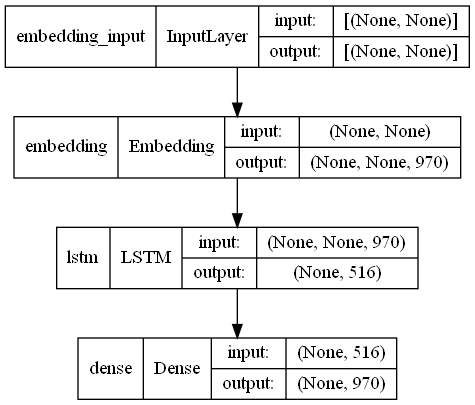 embedding_input InputLayer input: [(None, None)]
output: [(None, None)]
embedding Embedding input: (None, None)
output: (None, None, 970)
lstm LSTM input: (None, None, 970)
output: (None, 516)
dense Dense input: (None, 516)
output: (None, 970)